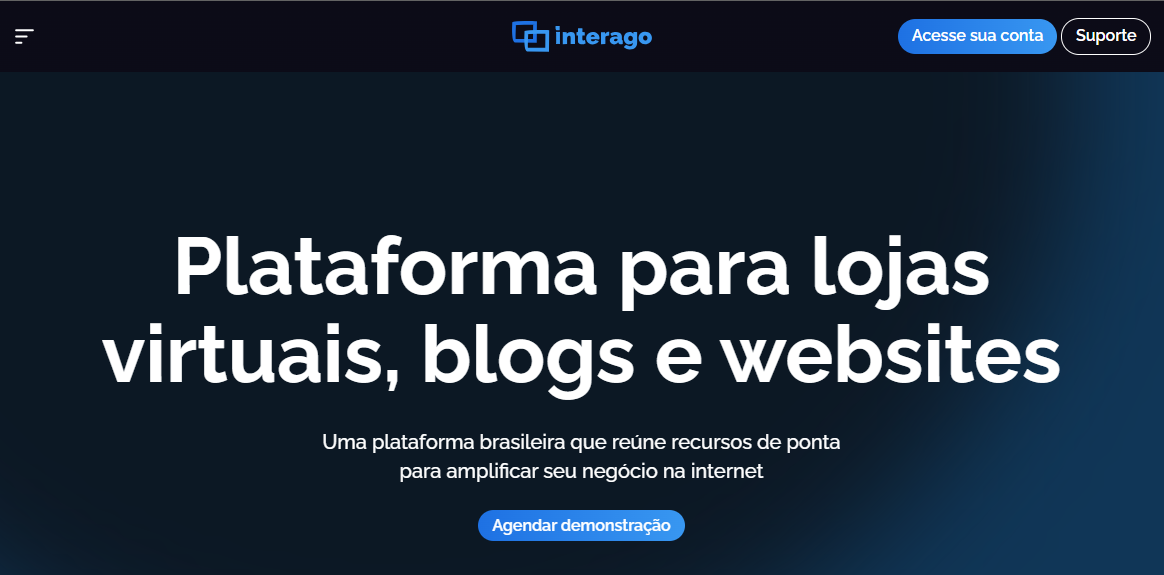 interago
Acesse sua conta
Suporte
Plataforma para lojas
virtuais, blogs e websites
Uma plataforma brasileira que reúne recursos de ponta
para amplificar seu negócio na internet
Agendar demonstração